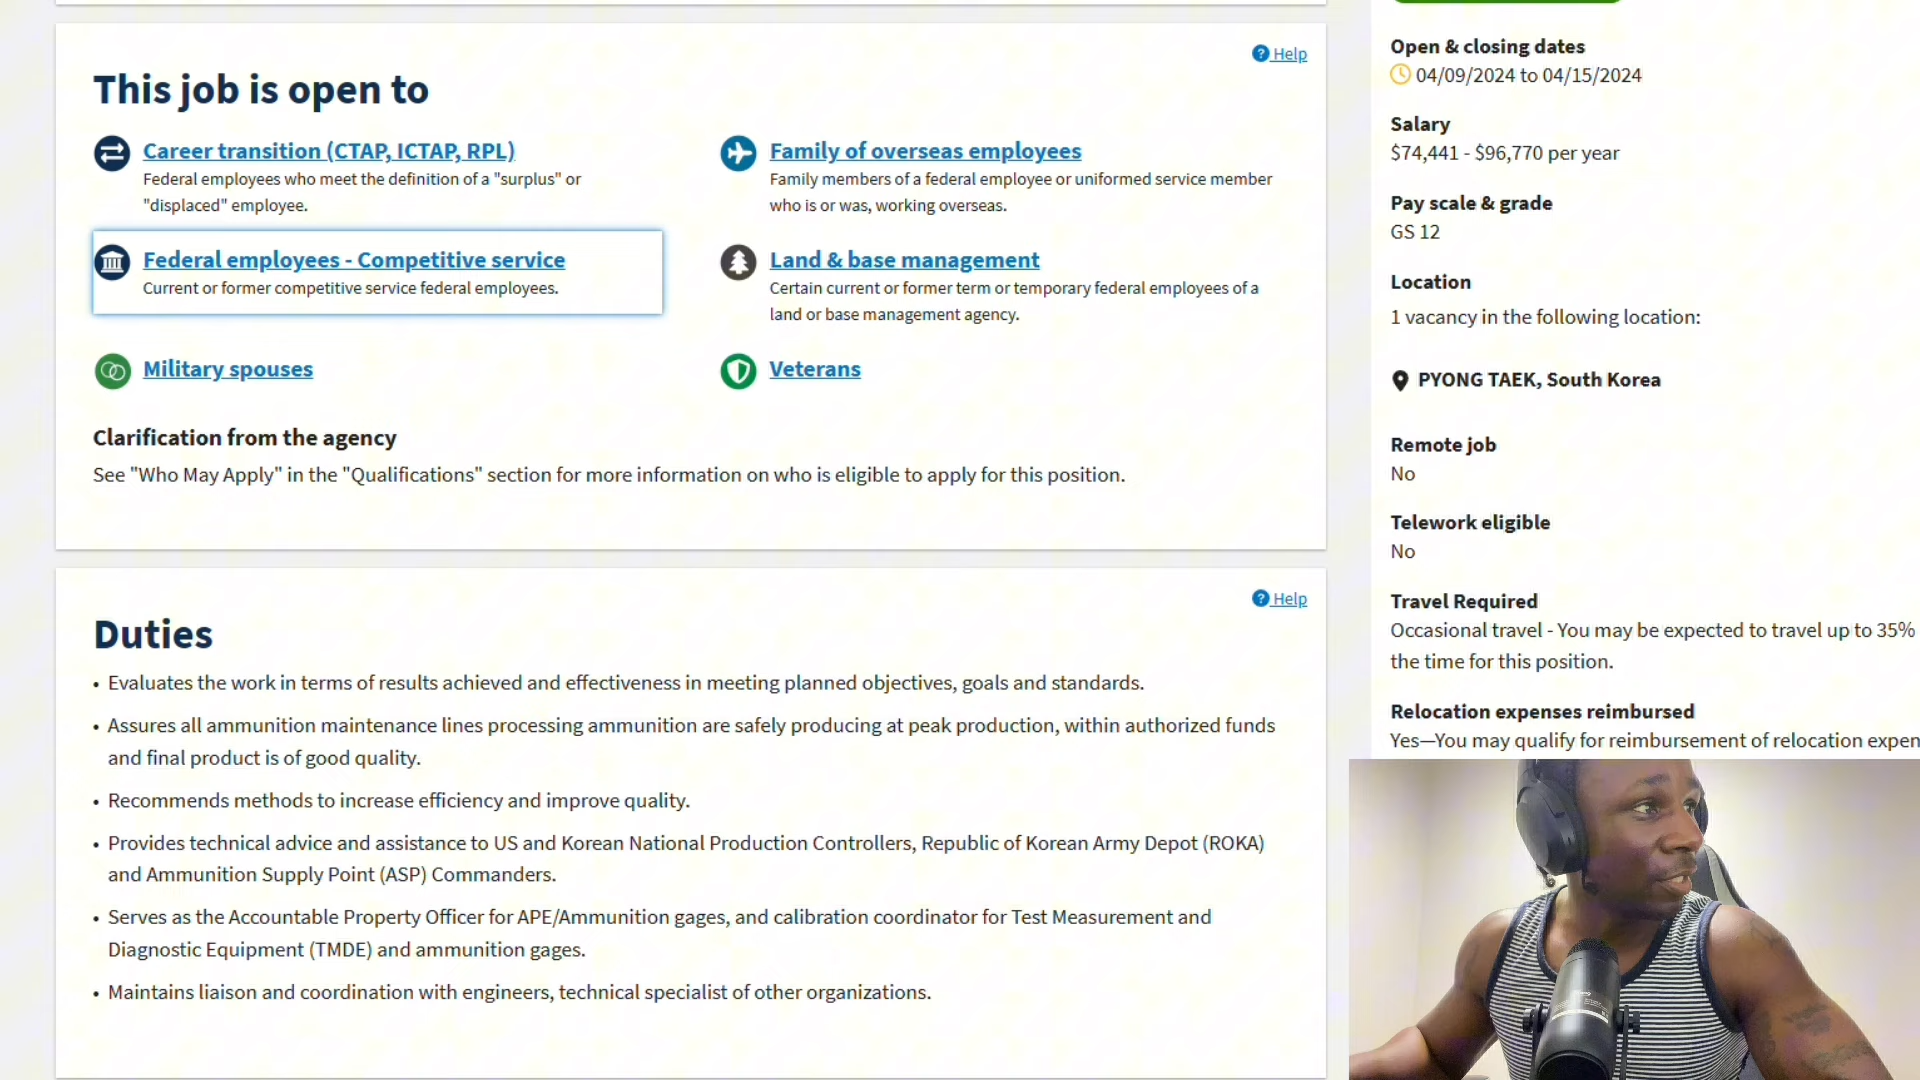 Help
This job is open to
Career transition (CTAP, ICTAP, RPL)
Federal employees who meet the definition of a "surplus" or
"displaced" employee.
Family of overseas employees
Family members of a federal employee or uniformed service member
who is or was, working overseas.
Federal employees - Competitive service
Current or former competitive service federal employees.
Land & base management
Certain current or former term or temporary federal employees of a
land or base management agency.
Military spouses
Veterans
Clarification from the agency
See "Who May Apply" in the "Qualifications" section for more information on who is eligible to apply for this position.
Help
Duties
• Evaluates the work in terms of results achieved and effectiveness in meeting planned objectives, goals and standards.
• Assures all ammunition maintenance lines processing ammunition are safely producing at peak production, within authorized funds
and final product is of good quality.
• Recommends methods to increase efficiency and improve quality.
• Provides technical advice and assistance to US and Korean National Production Controllers, Republic of Korean Army Depot (ROKA)
and Ammunition Supply Point (ASP) Commanders.
• Serves as the Accountable Property Officer for APE/Ammunition gages, and calibration coordinator for Test Measurement and
Diagnostic Equipment (TMDE) and ammunition gages.
• Maintains liaison and coordination with engineers, technical specialist of other organizations.
Open & closing dates
04/09/2024 to 04/15/2024
Salary
$74,441 - $96,770 per year
Pay scale & grade
GS 12
Location
1 vacancy in the following location:
PYONG TAEK, South Korea
Remote job
No
Telework eligible
No
Travel Required
Occasional travel - You may be expected to travel up to 35%
the time for this position.
Relocation expenses reimbursed
Yes—You may qualify for reimbursement of relocation expen